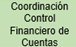 Coordinación
Control
Financiero de
Cuentas